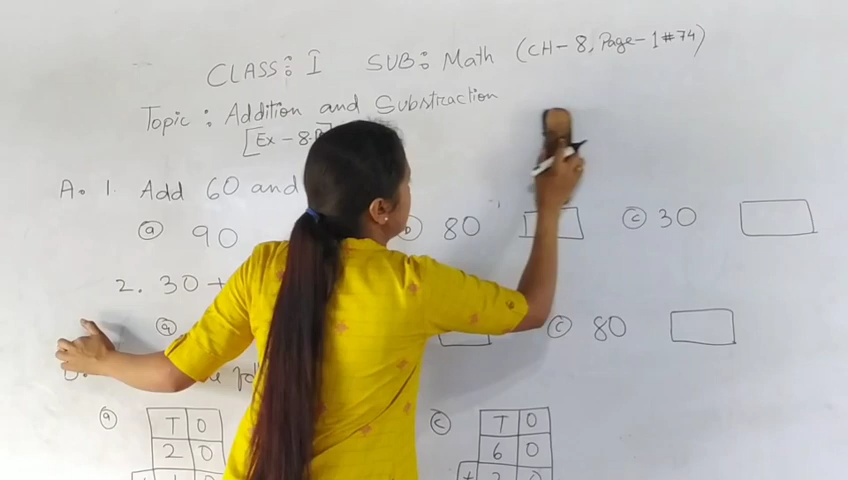 CLASS: I SUB: Math (CH-8, Page-1#74)
Topic: Addition and Substraction
[Ex-8.
A. 1. Add 60 and
ⓐ 90 ⓑ 80 ⓒ 30
2. 30 +
ⓐ ⓒ 80
ⓐ ⓒ
T O T O
2 0 6 0
+ +